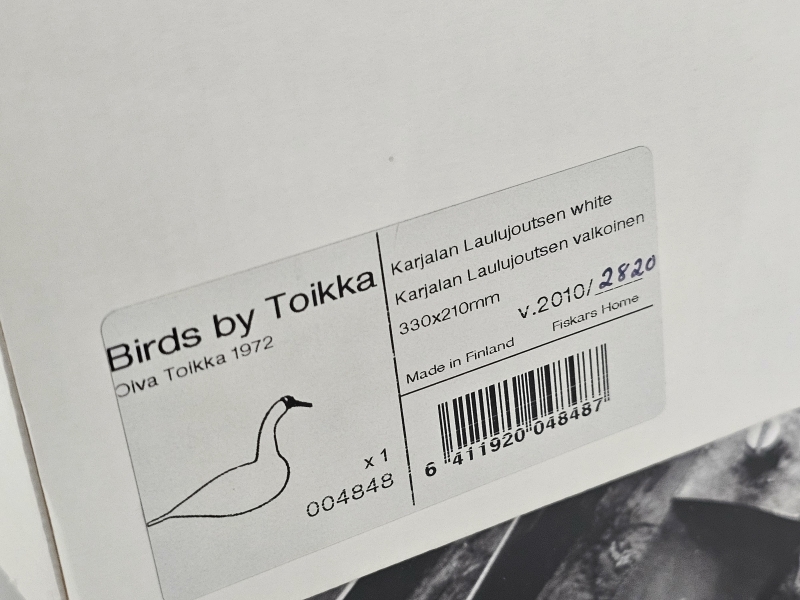 Birds by Toikka
Oiva Toikka 1972
x 1
004848
Karjalan Laulujoutsen white
Karjalan Laulujoutsen valkoinen
330x210mm
v.2010/ 2820
Fiskars Home
Made in Finland
6 411920 048487